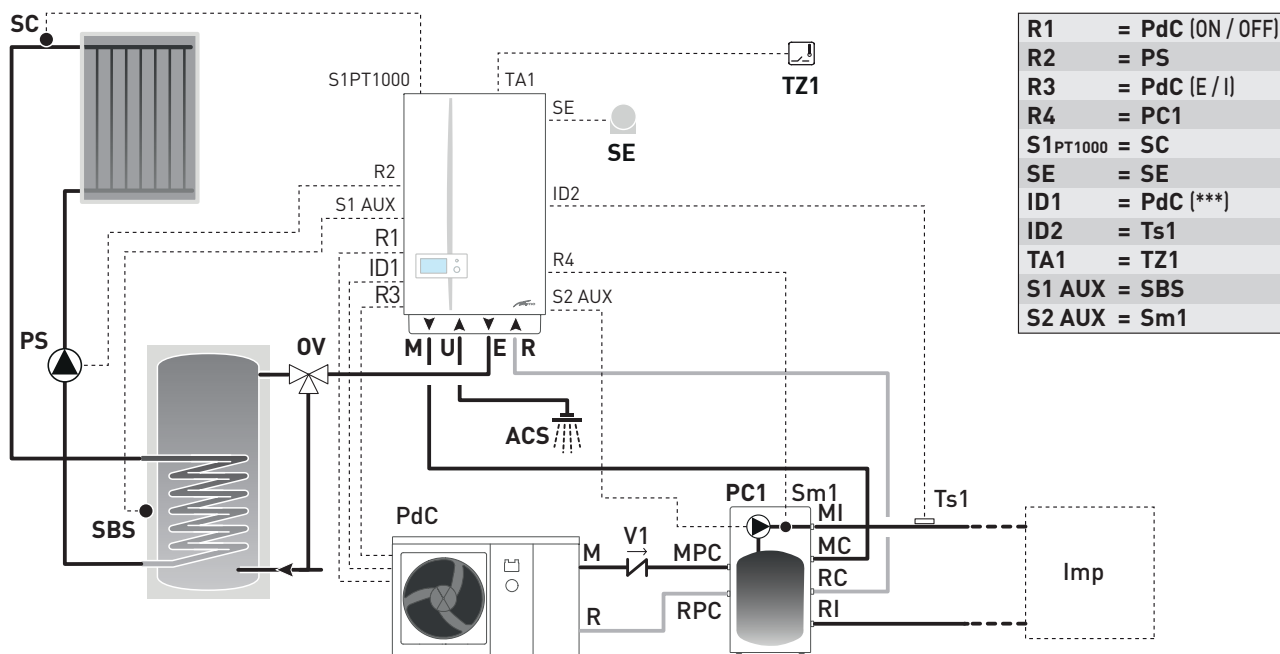 SC
S1PT1000
TA1
TZ1
SE
SE
R2
S1 AUX
R1
ID1
R3
ID2
R4
S2 AUX
M U E R
PS
OV
ACS
SBS
PdC
M
R
V1
MPC
RPC
PC1
Sm1
MI
MC
RC
RI
Ts1
Imp
R1 = PdC (ON / OFF)
R2 = PS
R3 = PdC (E / I)
R4 = PC1
S1PT1000 = SC
SE = SE
ID1 = PdC (***)
ID2 = Ts1
TA1 = TZ1
S1 AUX = SBS
S2 AUX = Sm1